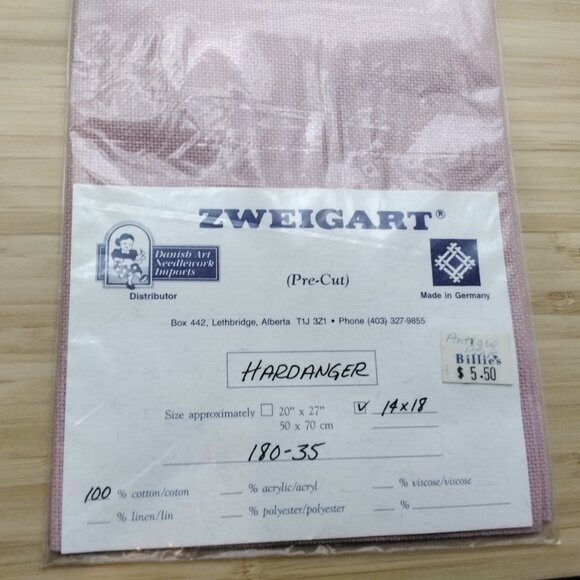 ZWEIGART®
Danish Art
Needlework
Imports
Distributor
(Pre-Cut)
Made in Germany
Box 442, Lethbridge, Alberta T1J 3Z1 • Phone (403) 327-9855
HARDANGER
Billie's
$ 5.50
Size approximately 20" x 27"
50 x 70 cm
14x18
180-35
100 % cotton/coton
% acrylic/acryl
% viscose/viscose
% linen/lin
% polyester/polyester
%